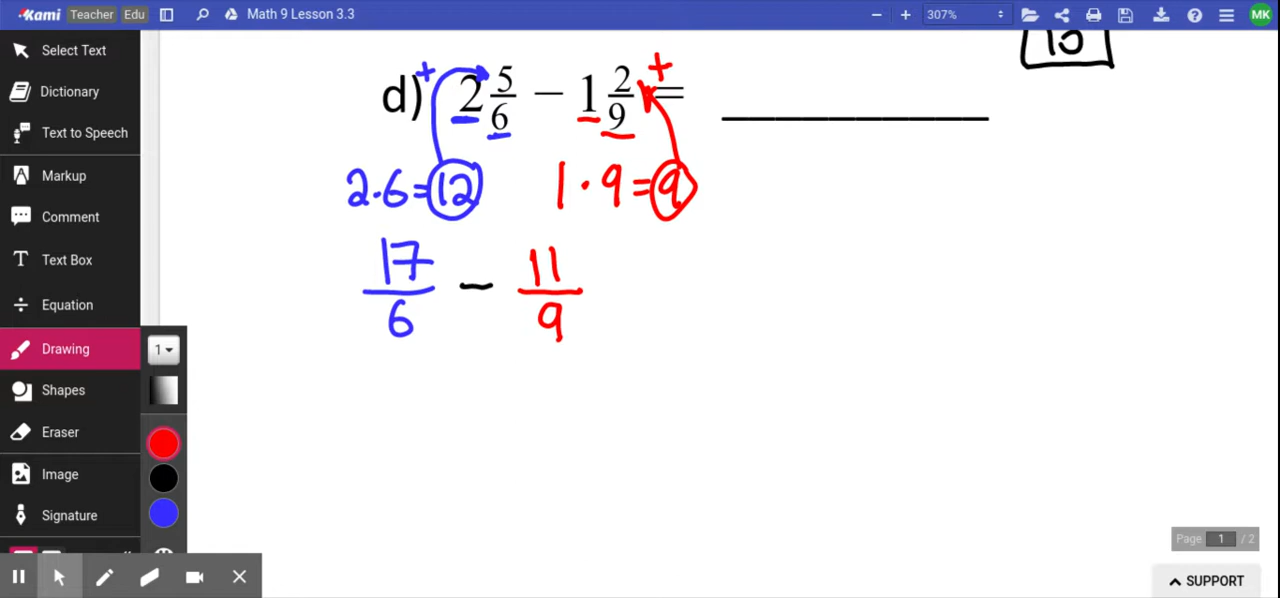 Kami Teacher Edu Math 9 Lesson 3.3 307% MK
Select Text
Dictionary
Text to Speech
Markup
Comment
Text Box
Equation
Drawing
Shapes
Eraser
Image
Signature
1
d) 2 5/6 − 1 2/9 = ____________
+ +
2·6=12 1·9=9
17/6 − 11/9
Page 1 / 2
SUPPORT